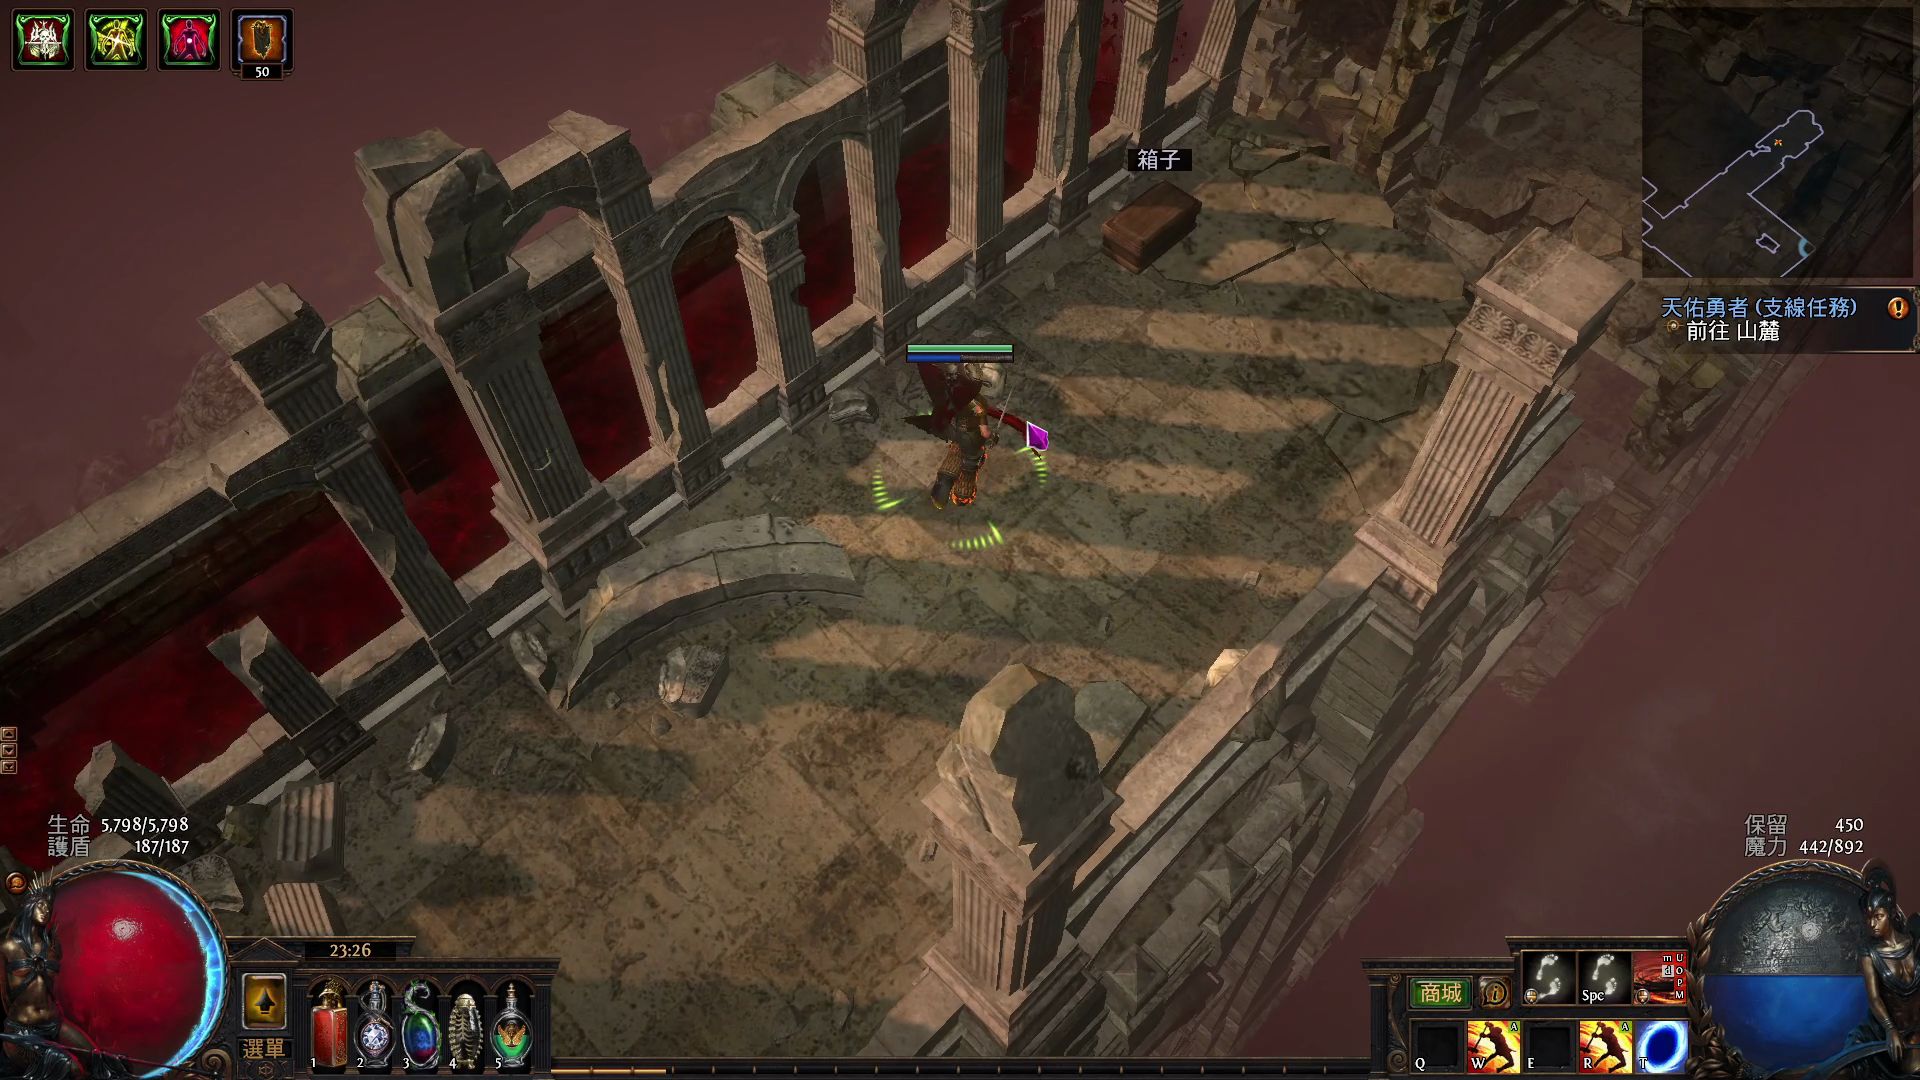 50
箱子
天佑勇者 (支線任務)
前往 山麓
生命 5,798/5,798
護盾 187/187
保留 450
魔力 442/892
23:26
選單
1
2
3
4
5
商城
Spc
m U
d O
P
M
Q
W
A
E
R
A
T